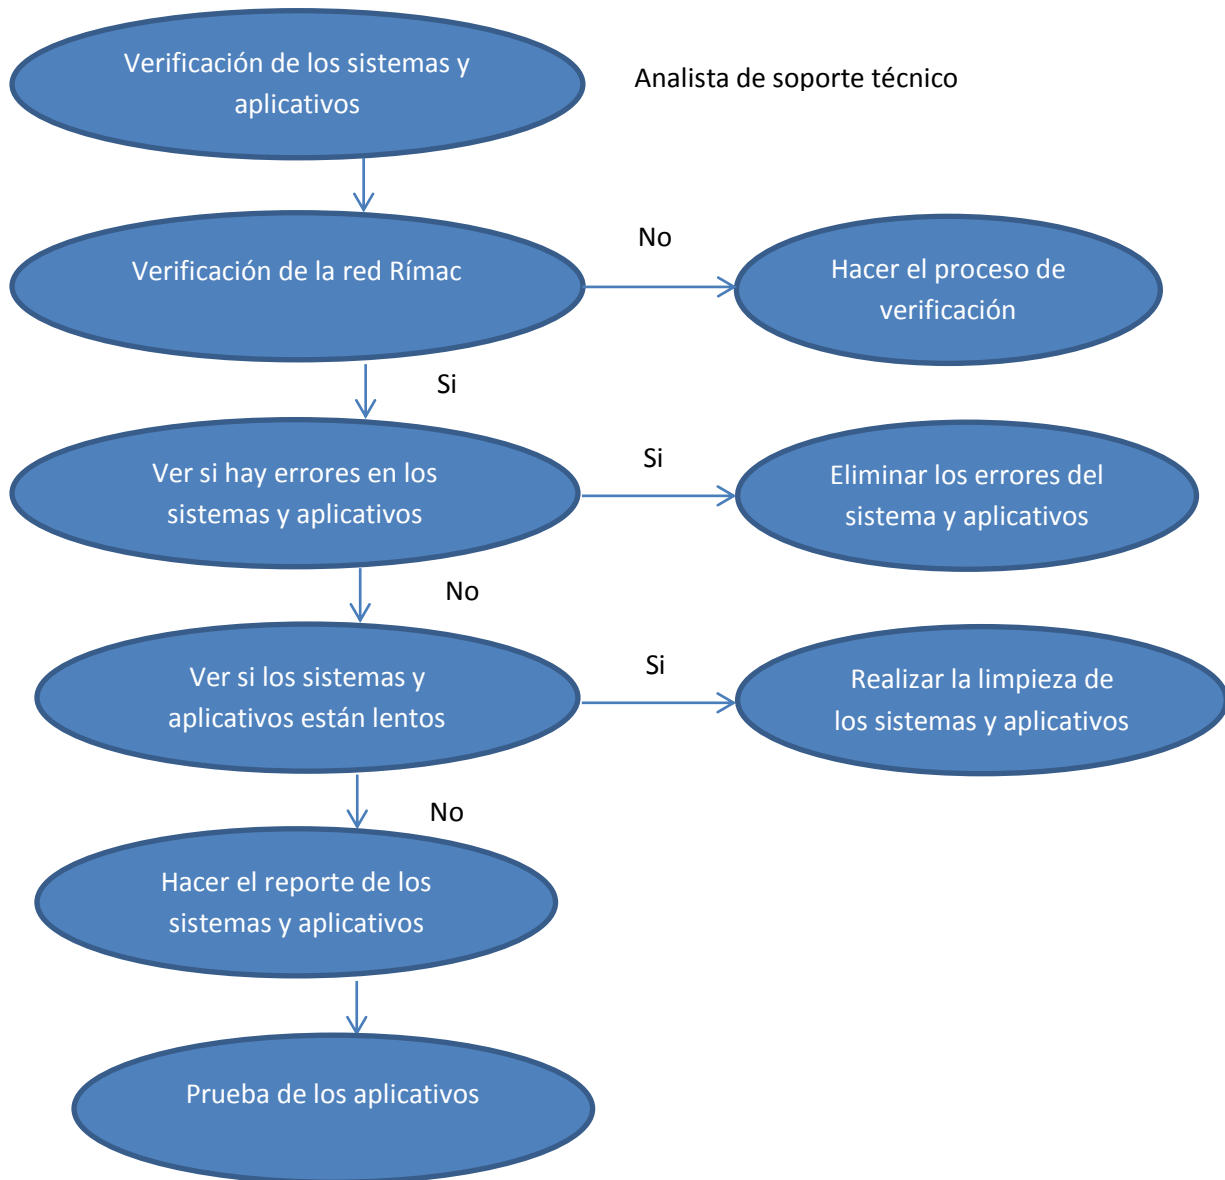 Verificación de los sistemas y
aplicativos
Analista de soporte técnico
Verificación de la red Rímac
No
Hacer el proceso de
verificación
Si
Ver si hay errores en los
sistemas y aplicativos
Si
Eliminar los errores del
sistema y aplicativos
No
Ver si los sistemas y
aplicativos están lentos
Si
Realizar la limpieza de
los sistemas y aplicativos
No
Hacer el reporte de los
sistemas y aplicativos
Prueba de los aplicativos